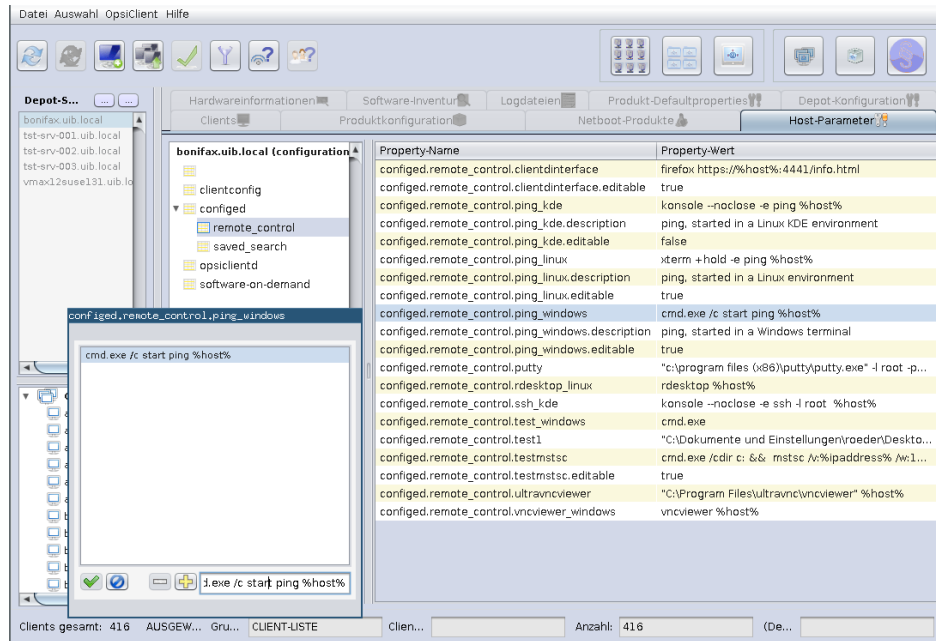 Datei Auswahl OpsiClient Hilfe
Depot-S... ... ...
bonifax.uib.local
tst-srv-001.uib.local
tst-srv-002.uib.local
tst-srv-003.uib.local
vmax12suse131.uib.lo
Hardwareinformationen Software-Inventur Logdateien Produkt-Defaultproperties Depot-Konfiguration
Clients Produktkonfiguration Netboot-Produkte Host-Parameter
bonifax.uib.local (configuration
clientconfig
configed
remote_control
saved_search
opsiclientd
software-on-demand
Property-Name Property-Wert
configed.remote_control.clientdinterface firefox https://%host%:4441/info.html
configed.remote_control.clientdinterface.editable true
configed.remote_control.ping_kde konsole --noclose -e ping %host%
configed.remote_control.ping_kde.description ping, started in a Linux KDE environment
configed.remote_control.ping_kde.editable false
configed.remote_control.ping_linux xterm +hold -e ping %host%
configed.remote_control.ping_linux.description ping, started in a Linux environment
configed.remote_control.ping_linux.editable true
configed.remote_control.ping_windows cmd.exe /c start ping %host%
configed.remote_control.ping_windows.description ping, started in a Windows terminal
configed.remote_control.ping_windows.editable true
configed.remote_control.putty "c:\program files (x86)\putty\putty.exe" -l root -p...
configed.remote_control.rdesktop_linux rdesktop %host%
configed.remote_control.ssh_kde konsole --noclose -e ssh -l root %host%
configed.remote_control.test_windows cmd.exe
configed.remote_control.test1 "C:\Dokumente und Einstellungen\roeder\Deskto...
configed.remote_control.testmstsc cmd.exe /cdir c: && mstsc /v:%ipaddress% /w:1...
configed.remote_control.testmstsc.editable true
configed.remote_control.ultravncviewer "C:\Program Files\ultravnc\vncviewer" %host%
configed.remote_control.vncviewer_windows vncviewer %host%
configed.remote_control.ping_windows
cmd.exe /c start ping %host%
d.exe /c start ping %host%
Clients gesamt: 416 AUSGEW... Gru... CLIENT-LISTE Clien... Anzahl: 416 (De...